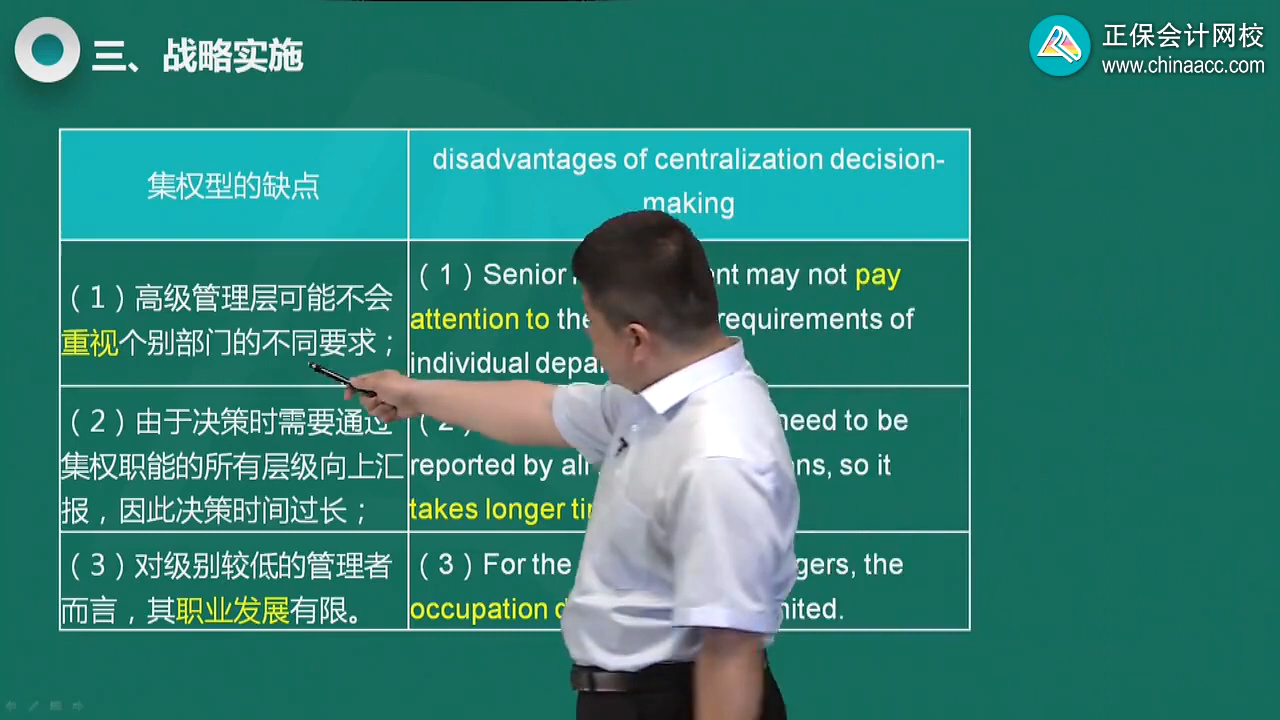 三、战略实施
正保会计网校
www.chinaacc.com
集权型的缺点
disadvantages of centralization decision-
making
（1）高级管理层可能不会
重视个别部门的不同要求；
（1）Senior may not pay
attention to the requirements of
individual
（2）由于决策时需要通过
集权职能的所有层级向上汇
报，因此决策时间过长；
need to be
reported by all so it
takes longer
（3）对级别较低的管理者
而言，其职业发展有限。
（3）For the the
occupation